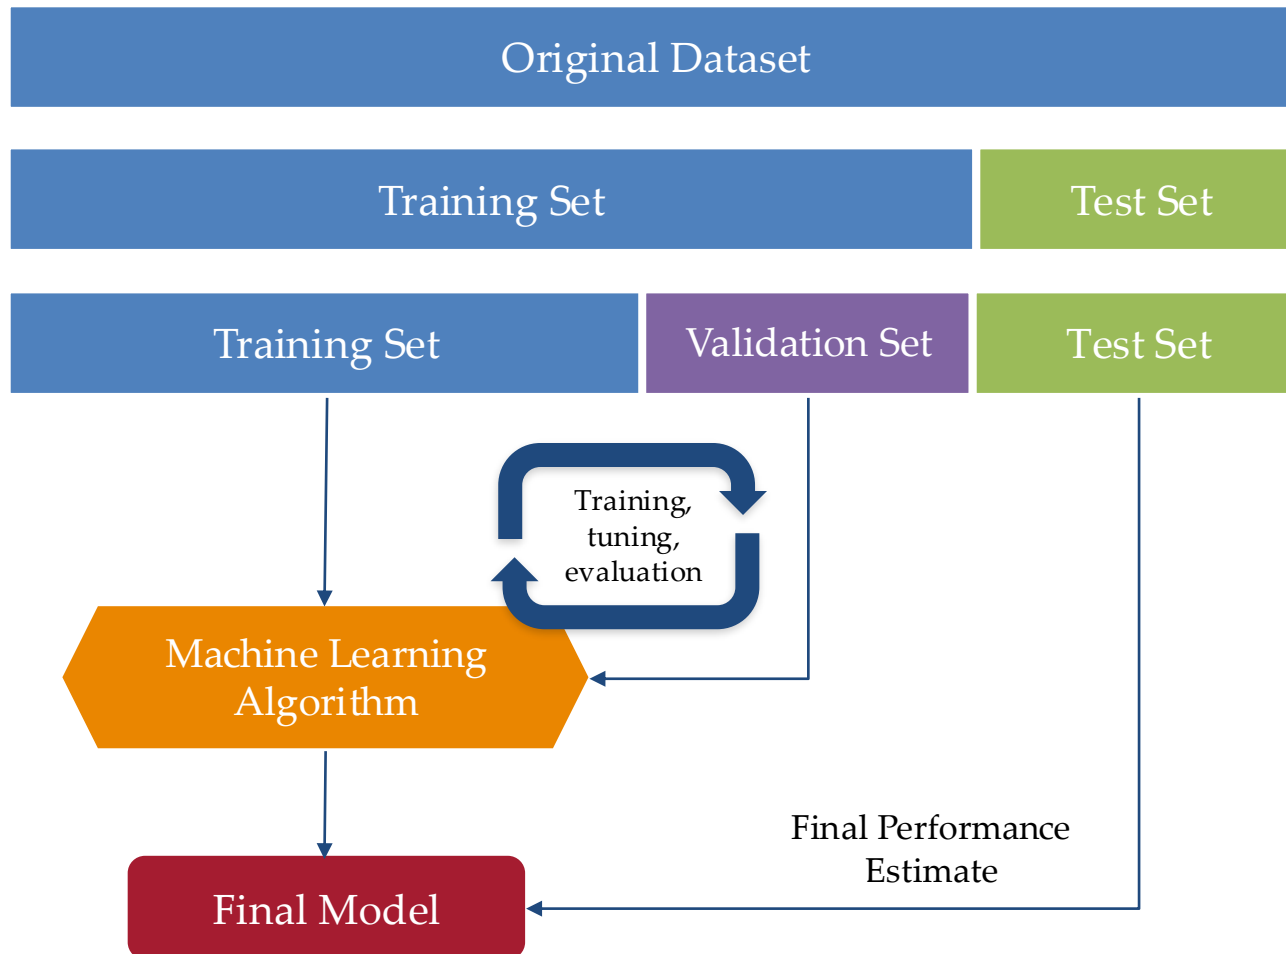 Original Dataset
Training Set
Test Set
Training Set
Validation Set
Test Set
Training,
tuning,
evaluation
Machine Learning
Algorithm
Final Performance
Estimate
Final Model